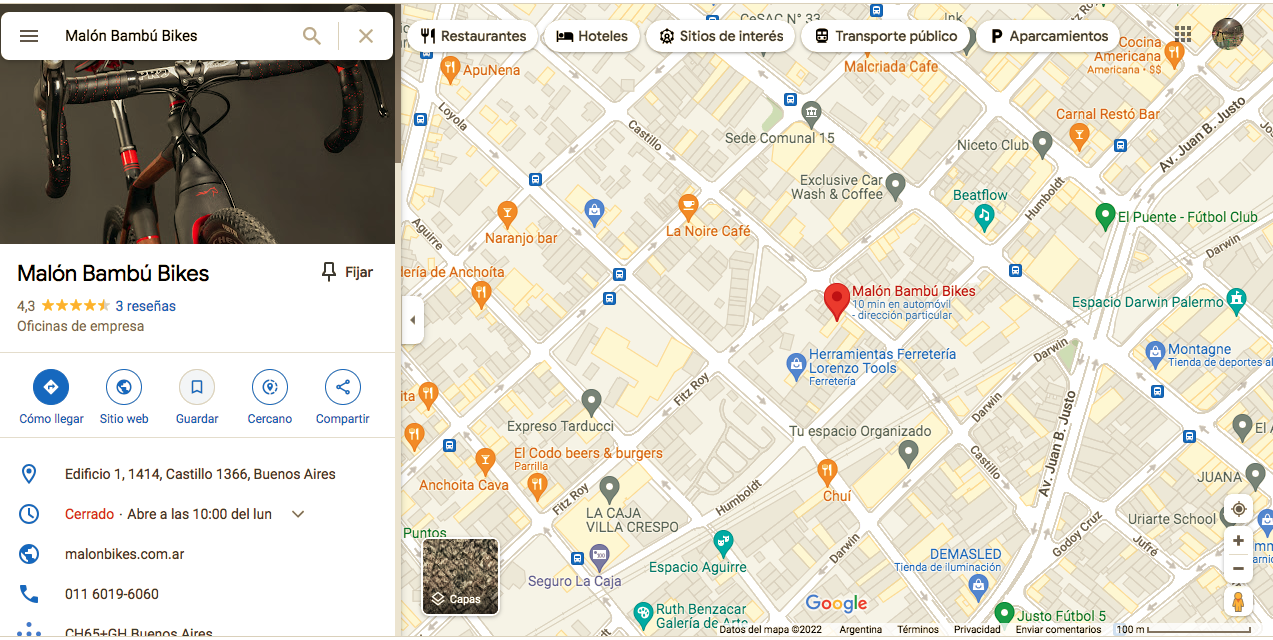 Malón Bambú Bikes
Malón Bambú Bikes
Fijar
4,3 3 reseñas
Oficinas de empresa
Cómo llegar
Sitio web
Guardar
Cercano
Compartir
Edificio 1, 1414, Castillo 1366, Buenos Aires
Cerrado · Abre a las 10:00 del lun
malonbikes.com.ar
011 6019-6060
CH65+GH Buenos Aires
Restaurantes
Hoteles
Sitios de interés
Transporte público
Aparcamientos
CeSAC N° 33
Ink
Cocina
Americana
Americana · $$
ApuNena
Malcriada Cafe
Loyola
Castillo
Sede Comunal 15
Carnal Restó Bar
Niceto Club
Av. Juan B. Justo
Exclusive Car
Wash & Coffee
Beatflow
Humboldt
El Puente - Fútbol Club
Aguirre
Naranjo bar
La Noire Café
Darwin
lería de Anchoíta
Malón Bambú Bikes
10 min en automóvil
- dirección particular
Espacio Darwin Palermo
Herramientas Ferretería
Lorenzo Tools
Ferretería
Darwin
Montagne
Tienda de deportes al
Fitz Roy
ita
Expreso Tarducci
Tu espacio Organizado
Darwin
Av. Juan B. Justo
El Codo beers & burgers
Parrilla
Castillo
JUANA
Anchoita Cava
Fitz Roy
Humboldt
Chuí
LA CAJA
VILLA CRESPO
Uriarte School
Godoy Cruz
Jufré
Puntos
Darwin
DEMASLED
Tienda de iluminación
Espacio Aguirre
Seguro La Caja
Capas
Google
Ruth Benzacar
Galería de Arte
Justo Fútbol 5
Datos del mapa ©2022
Argentina
Términos
Privacidad
Enviar comentarios
100 m